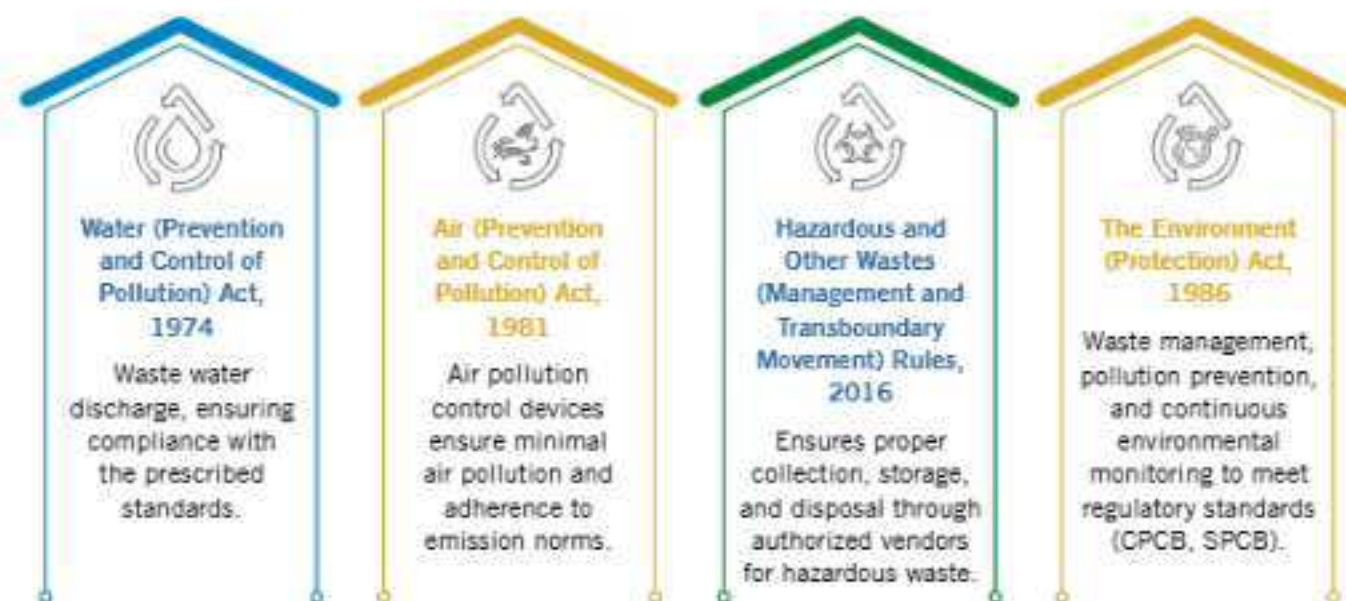 Water (Prevention
and Control of
Pollution) Act,
1974
Waste water
discharge, ensuring
compliance with
the prescribed
standards.
Air (Prevention
and Control of
Pollution) Act,
1981
Air pollution
control devices
ensure minimal
air pollution and
adherence to
emission norms.
Hazardous and
Other Wastes
(Management and
Transboundary
Movement) Rules,
2016
Ensures proper
collection, storage,
and disposal through
authorized vendors
for hazardous waste.
The Environment
(Protection) Act,
1986
Waste management,
pollution prevention,
and continuous
environmental
monitoring to meet
regulatory standards
(CPCB, SPCB).